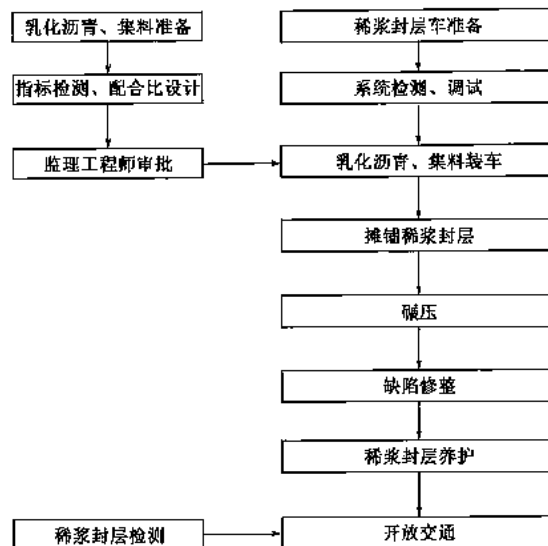 乳化沥青、集料准备
稀浆封层车准备
指标检测、配合比设计
系统检测、调试
监理工程师审批
乳化沥青、集料装车
摊铺稀浆封层
碾压
缺陷修整
稀浆封层养护
稀浆封层检测
开放交通